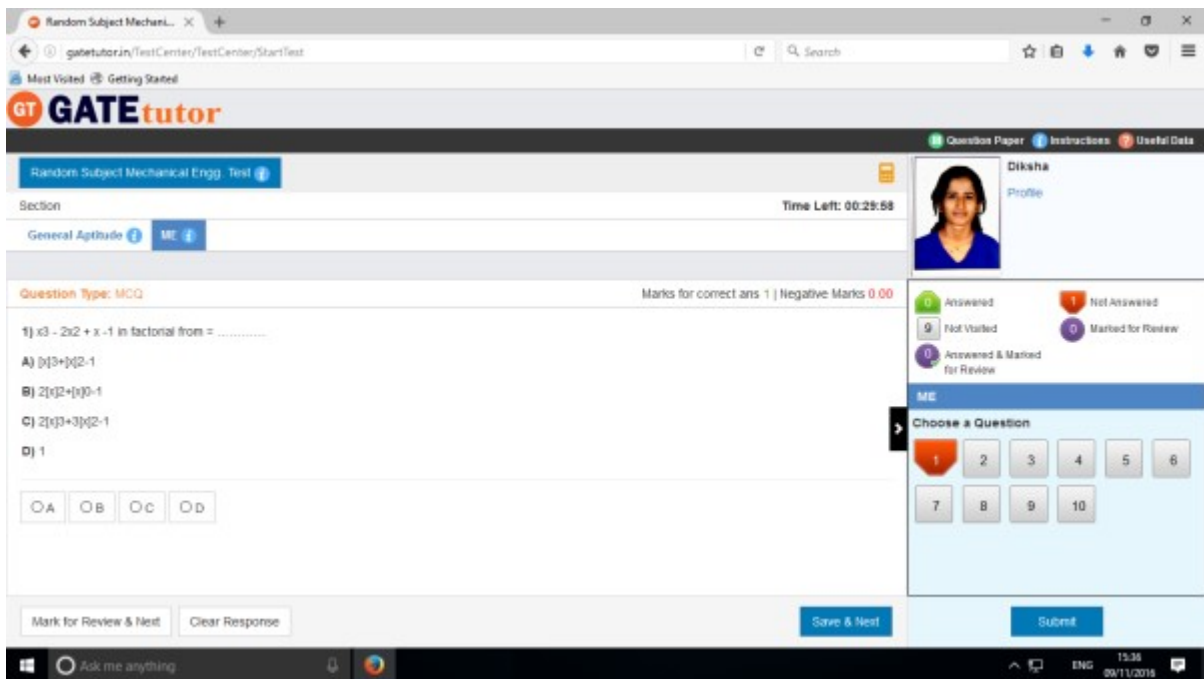 Random Subject Mechani...
gatetutor.in/TestCenter/TestCenter/StartTest
Search
Most Visited Getting Started
GT GATEtutor
Question Paper Instructions Useful Data
Random Subject Mechanical Engg. Test
Section Time Left: 00:29:58
General Aptitude ME
Question Type: MCQ Marks for correct ans 1 | Negative Marks 0.00
1) x3 - 2x2 + x -1 in factorial from = .............
A) [x]3+[x]2-1
B) 2[x]2+[x]0-1
C) 2[x]3+3[x]2-1
D) 1
A B C D
Mark for Review & Next Clear Response Save & Next
Diksha
Profile
0 Answered 1 Not Answered
9 Not Visited 0 Marked for Review
0 Answered & Marked
for Review
ME
Choose a Question
1 2 3 4 5 6
7 8 9 10
Submit
Ask me anything
ENG 15:36
09/11/2016